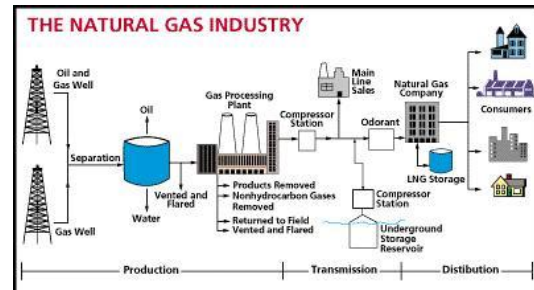 THE NATURAL GAS INDUSTRY
Oil and
Gas Well
Oil
Separation
Vented and
Flared
Water
Gas Well
Gas Processing
Plant
Products Removed
Nonhydrocarbon Gases
Removed
Returned to Field
Vented and Flared
Compressor
Station
Main
Line
Sales
Odorant
Compressor
Station
Underground
Storage
Reservoir
Natural Gas
Company
LNG Storage
Consumers
Production
Transmission
Distibution